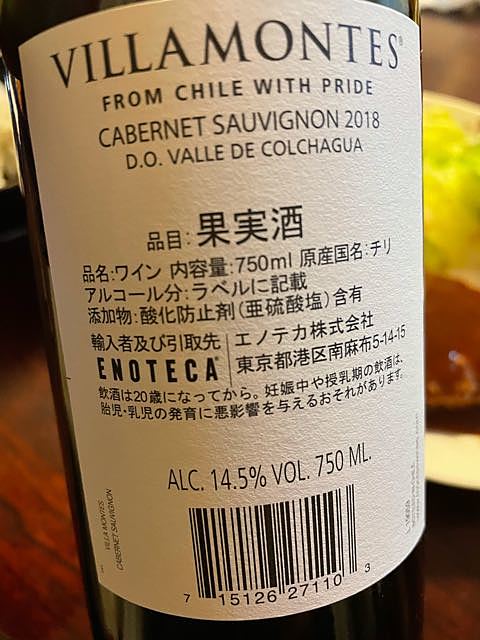 VILLAMONTES
FROM CHILE WITH PRIDE
CABERNET SAUVIGNON 2018
D.O. VALLE DE COLCHAGUA
品目:果実酒
品名:ワイン 内容量:750ml 原産国名:チリ
アルコール分:ラベルに記載
添加物:酸化防止剤(亜硫酸塩)含有
輸入者及び引取先 エノテカ株式会社
ENOTECA® 東京都港区南麻布5-14-15
飲酒は20歳になってから。妊娠中や授乳期の飲酒は、
胎児・乳児の発育に悪影響を与えるおそれがあります。
ALC. 14.5% VOL. 750 ML.
VILLA MONTES
CABERNET SAUVIGNON
7 15126 27110 3